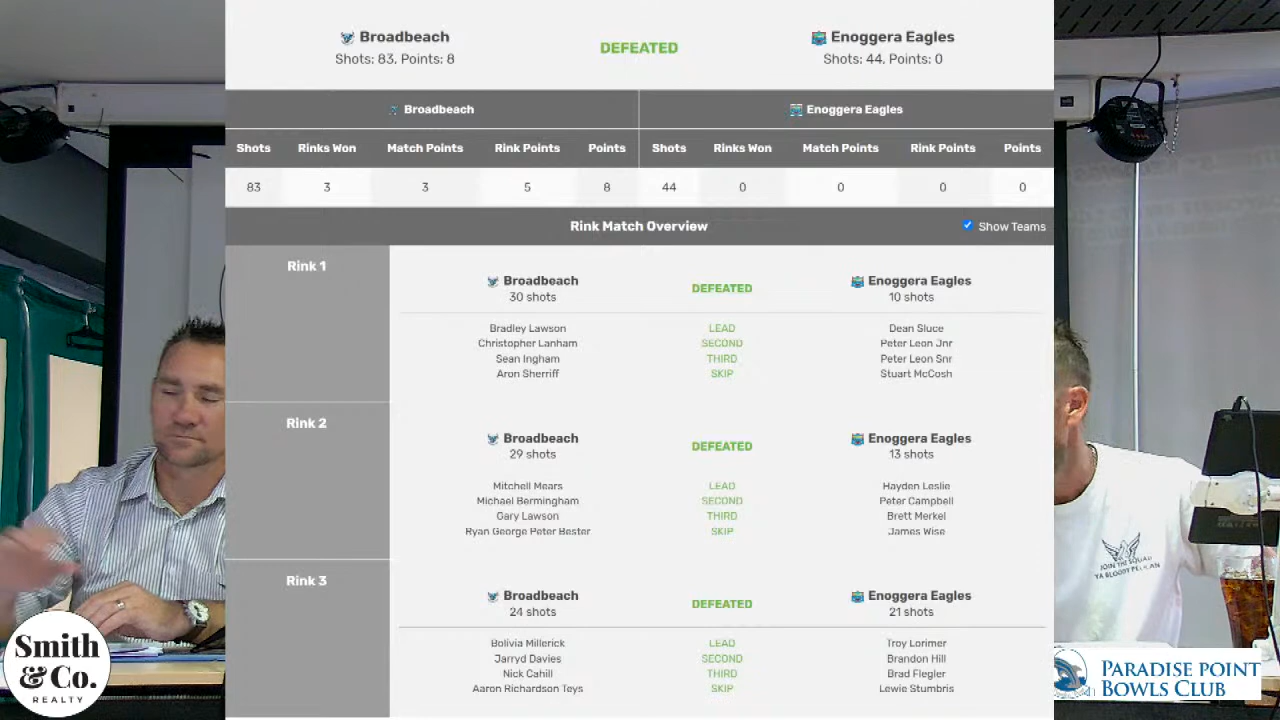 Broadbeach
Shots: 83, Points: 8
DEFEATED
Enoggera Eagles
Shots: 44, Points: 0
Broadbeach
Enoggera Eagles
Shots Rinks Won Match Points Rink Points Points Shots Rinks Won Match Points Rink Points Points
83 3 3 5 8 44 0 0 0 0
Rink Match Overview
Show Teams
Rink 1
Broadbeach DEFEATED Enoggera Eagles
30 shots 10 shots
Bradley Lawson LEAD Dean Sluce
Christopher Lanham SECOND Peter Leon Jnr
Sean Ingham THIRD Peter Leon Snr
Aron Sherriff SKIP Stuart McCosh
Rink 2
Broadbeach DEFEATED Enoggera Eagles
29 shots 13 shots
Mitchell Mears LEAD Hayden Leslie
Michael Bermingham SECOND Peter Campbell
Gary Lawson THIRD Brett Merkel
Ryan George Peter Bester SKIP James Wise
Rink 3
Broadbeach DEFEATED Enoggera Eagles
24 shots 21 shots
Bolivia Millerick LEAD Troy Lorimer
Jarryd Davies SECOND Brandon Hill
Nick Cahill THIRD Brad Flegler
Aaron Richardson Teys SKIP Lewie Stumbris
JOIN THE SQUAD
YA BLOODY PELICAN
Smith
& Co.
REALTY
PARADISE POINT
BOWLS CLUB